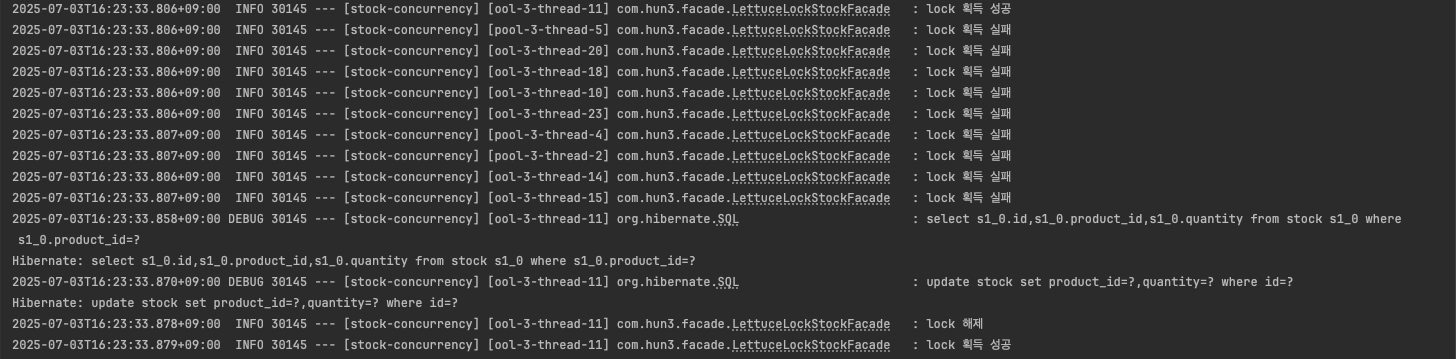 2025-07-03T16:23:33.806+09:00  INFO 30145 --- [stock-concurrency] [ool-3-thread-11] com.hun3.facade.LettuceLockStockFacade   : lock 획득 성공
2025-07-03T16:23:33.806+09:00  INFO 30145 --- [stock-concurrency] [pool-3-thread-5] com.hun3.facade.LettuceLockStockFacade   : lock 획득 실패
2025-07-03T16:23:33.806+09:00  INFO 30145 --- [stock-concurrency] [ool-3-thread-20] com.hun3.facade.LettuceLockStockFacade   : lock 획득 실패
2025-07-03T16:23:33.806+09:00  INFO 30145 --- [stock-concurrency] [ool-3-thread-18] com.hun3.facade.LettuceLockStockFacade   : lock 획득 실패
2025-07-03T16:23:33.806+09:00  INFO 30145 --- [stock-concurrency] [ool-3-thread-10] com.hun3.facade.LettuceLockStockFacade   : lock 획득 실패
2025-07-03T16:23:33.806+09:00  INFO 30145 --- [stock-concurrency] [ool-3-thread-23] com.hun3.facade.LettuceLockStockFacade   : lock 획득 실패
2025-07-03T16:23:33.807+09:00  INFO 30145 --- [stock-concurrency] [pool-3-thread-4] com.hun3.facade.LettuceLockStockFacade   : lock 획득 실패
2025-07-03T16:23:33.807+09:00  INFO 30145 --- [stock-concurrency] [pool-3-thread-2] com.hun3.facade.LettuceLockStockFacade   : lock 획득 실패
2025-07-03T16:23:33.806+09:00  INFO 30145 --- [stock-concurrency] [ool-3-thread-14] com.hun3.facade.LettuceLockStockFacade   : lock 획득 실패
2025-07-03T16:23:33.807+09:00  INFO 30145 --- [stock-concurrency] [ool-3-thread-15] com.hun3.facade.LettuceLockStockFacade   : lock 획득 실패
2025-07-03T16:23:33.858+09:00 DEBUG 30145 --- [stock-concurrency] [ool-3-thread-11] org.hibernate.SQL                        : select s1_0.id,s1_0.product_id,s1_0.quantity from stock s1_0 where
s1_0.product_id=?
Hibernate: select s1_0.id,s1_0.product_id,s1_0.quantity from stock s1_0 where s1_0.product_id=?
2025-07-03T16:23:33.870+09:00 DEBUG 30145 --- [stock-concurrency] [ool-3-thread-11] org.hibernate.SQL                        : update stock set product_id=?,quantity=? where id=?
Hibernate: update stock set product_id=?,quantity=? where id=?
2025-07-03T16:23:33.878+09:00  INFO 30145 --- [stock-concurrency] [ool-3-thread-11] com.hun3.facade.LettuceLockStockFacade   : lock 해제
2025-07-03T16:23:33.879+09:00  INFO 30145 --- [stock-concurrency] [ool-3-thread-11] com.hun3.facade.LettuceLockStockFacade   : lock 획득 성공